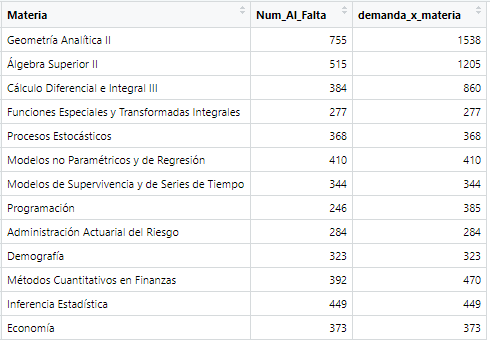 Materia Num_Al_Falta demanda_x_materia
Geometría Analítica II 755 1538
Álgebra Superior II 515 1205
Cálculo Diferencial e Integral III 384 860
Funciones Especiales y Transformadas Integrales 277 277
Procesos Estocásticos 368 368
Modelos no Paramétricos y de Regresión 410 410
Modelos de Supervivencia y de Series de Tiempo 344 344
Programación 246 385
Administración Actuarial del Riesgo 284 284
Demografía 323 323
Métodos Cuantitativos en Finanzas 392 470
Inferencia Estadística 449 449
Economía 373 373